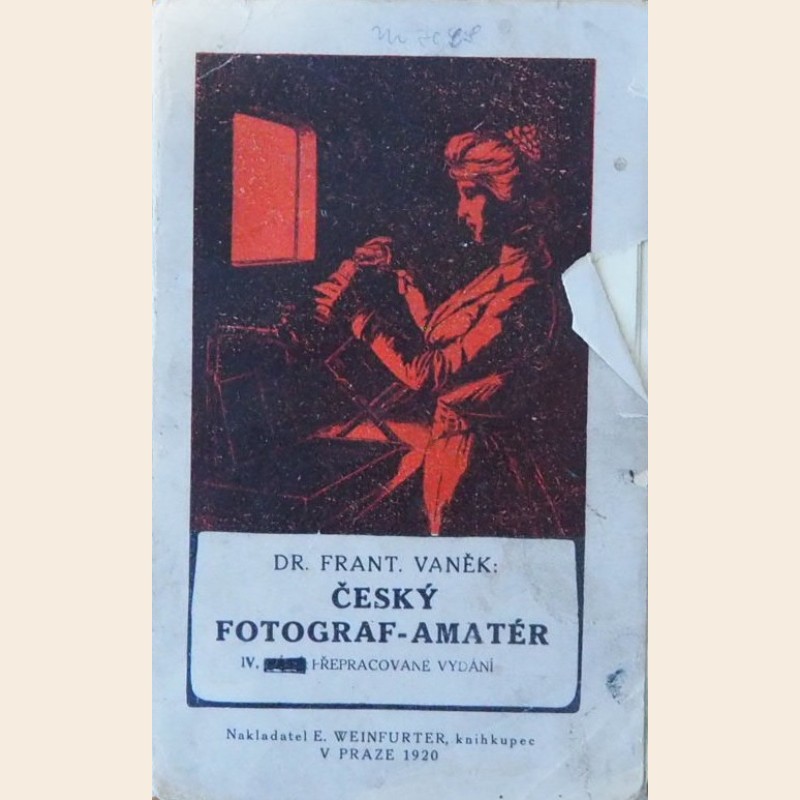 DR. FRANT. VANĚK:
ČESKÝ
FOTOGRAF-AMATÉR
IV. PŘEPRACOVANÉ VYDÁNÍ
Nakladatel E. WEINFURTER, knihkupec
V PRAZE 1920